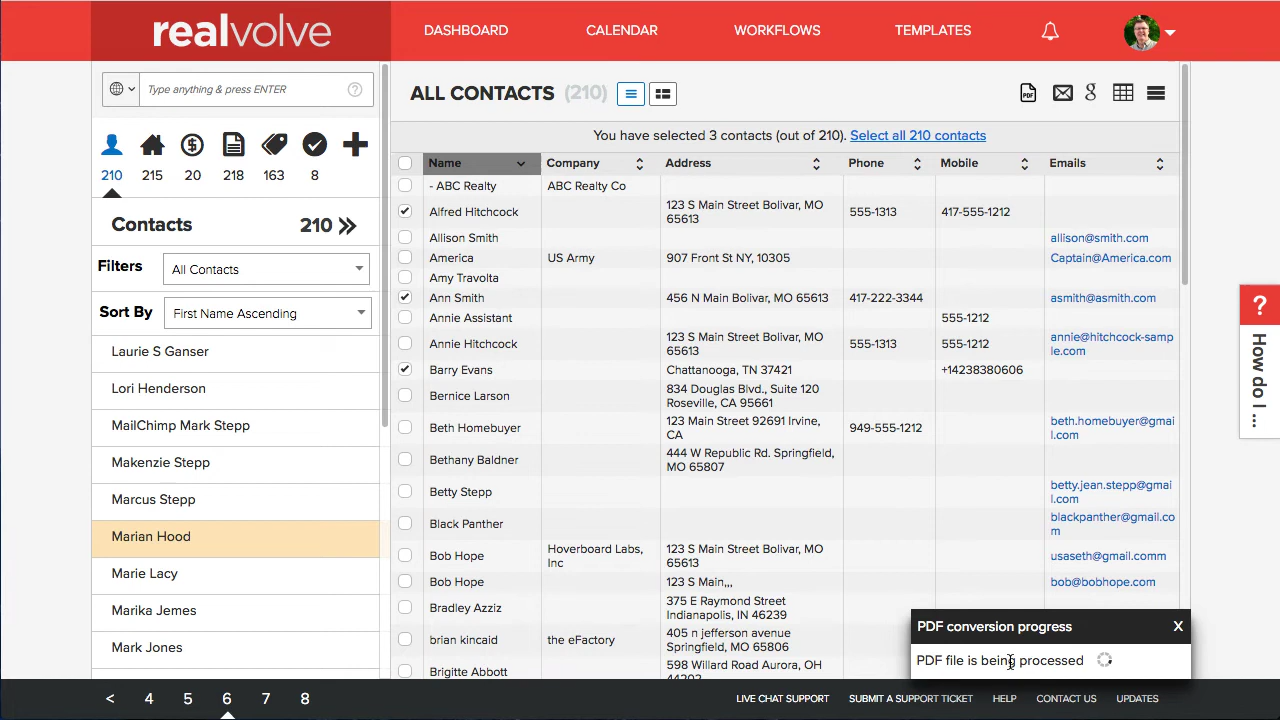 realvolve
DASHBOARD
CALENDAR
WORKFLOWS
TEMPLATES
Type anything & press ENTER
?
210
215
20
218
163
8
Contacts 210
Filters All Contacts
Sort By First Name Ascending
Laurie S Ganser
Lori Henderson
MailChimp Mark Stepp
Makenzie Stepp
Marcus Stepp
Marian Hood
Marie Lacy
Marika Jemes
Mark Jones
< 4 5 6 7 8
ALL CONTACTS (210)
PDF
g
You have selected 3 contacts (out of 210). Select all 210 contacts
Name Company Address Phone Mobile Emails
- ABC Realty ABC Realty Co
Alfred Hitchcock 123 S Main Street Bolivar, MO 555-1313 417-555-1212
65613
Allison Smith allison@smith.com
America US Army 907 Front St NY, 10305 Captain@America.com
Amy Travolta
Ann Smith 456 N Main Bolivar, MO 65613 417-222-3344 asmith@asmith.com
Annie Assistant 555-1212
Annie Hitchcock 123 S Main Street Bolivar, MO 555-1313 555-1212 annie@hitchcock-samp
65613 le.com
Barry Evans Chattanooga, TN 37421 +14238380606
Bernice Larson 834 Douglas Blvd., Suite 120
Roseville, CA 95661
Beth Homebuyer 123 Main Street 92691 Irvine, 949-555-1212 beth.homebuyer@gmai
CA l.com
Bethany Baldner 444 W Republic Rd. Springfield,
MO 65807
Betty Stepp betty.jean.stepp@gmai
l.com
Black Panther blackpanther@gmail.co
m
Bob Hope Hoverboard Labs, 123 S Main Street Bolivar, MO usaseth@gmail.comm
Inc 65613
Bob Hope 123 S Main,,, bob@bobhope.com
Bradley Azziz 375 E Raymond Street
Indianapolis, IN 46239
brian kincaid the eFactory 405 n jefferson avenue
Springfield, MO 65806
Brigitte Abbott 598 Willard Road Aurora, OH
44202
PDF conversion progress X
PDF file is being processed
? How do I ...
LIVE CHAT SUPPORT
SUBMIT A SUPPORT TICKET
HELP
CONTACT US
UPDATES